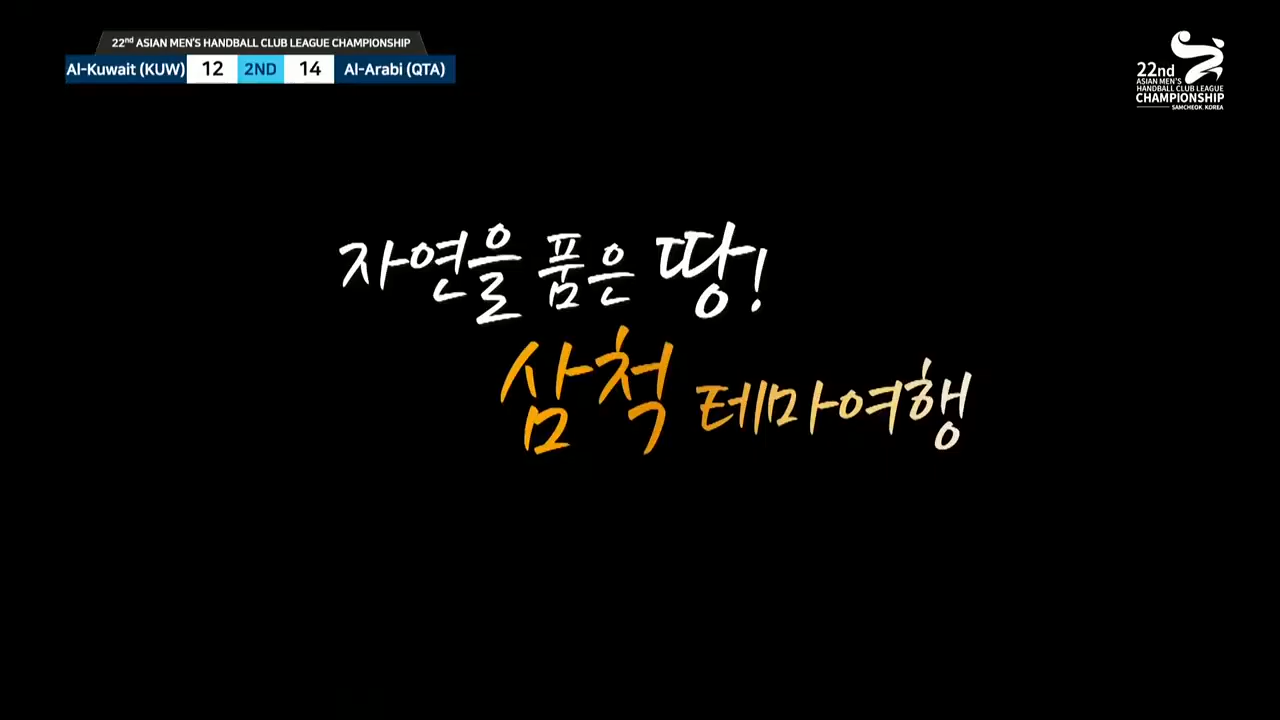 22nd ASIAN MEN'S HANDBALL CLUB LEAGUE CHAMPIONSHIP
Al-Kuwait (KUW) 12 2ND 14 Al-Arabi (QTA)
22nd
ASIAN MEN'S
HANDBALL CLUB LEAGUE
CHAMPIONSHIP
SAMCHEOK KOREA
자연을 품은 땅!
삼척 테마여행